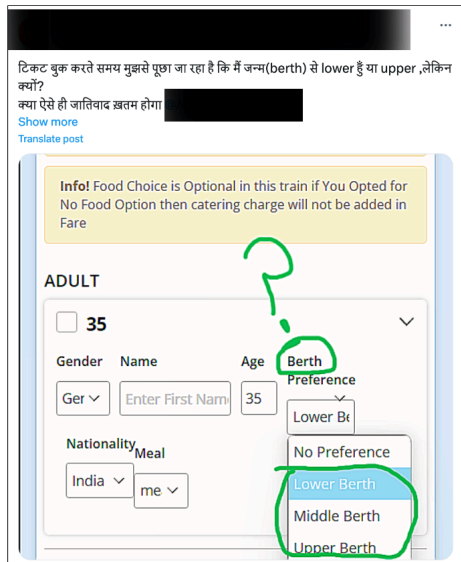 टिकट बुक करते समय मुझसे पूछा जा रहा है कि मैं जन्म(berth) से lower हुँ या upper ,लेकिन
क्यों?
क्या ऐसे ही जातिवाद ख़तम होगा
Show more
Translate post
Info! Food Choice is Optional in this train if You Opted for
No Food Option then catering charge will not be added in
Fare
?
ADULT
35
Gender Name Age Berth
Preference
Ger Enter First Name 35 Lower Be
Nationality Meal
India me
No Preference
Lower Berth
Middle Berth
Upper Berth